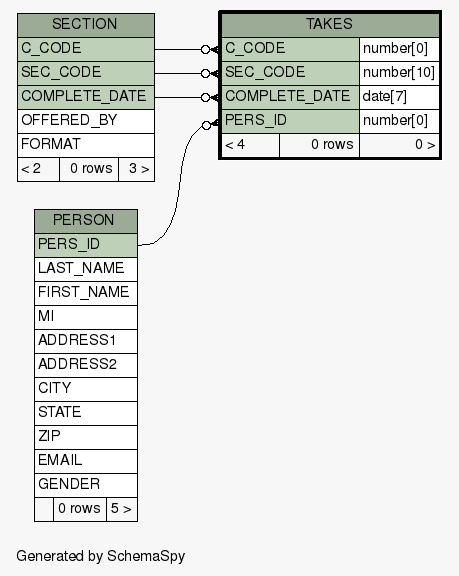 SECTION
C_CODE
SEC_CODE
COMPLETE_DATE
OFFERED_BY
FORMAT
< 2 0 rows 3 >
TAKES
C_CODE number[0]
SEC_CODE number[10]
COMPLETE_DATE date[7]
PERS_ID number[0]
< 4 0 rows 0 >
PERSON
PERS_ID
LAST_NAME
FIRST_NAME
MI
ADDRESS1
ADDRESS2
CITY
STATE
ZIP
EMAIL
GENDER
0 rows 5 >
Generated by SchemaSpy